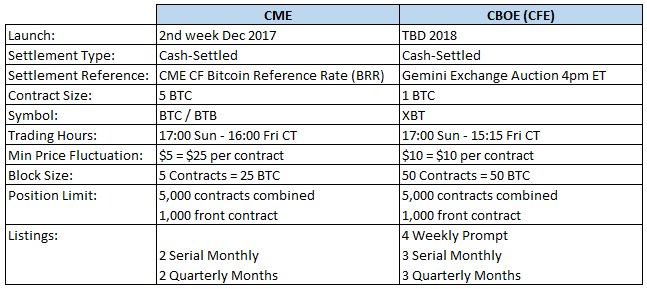 CME CBOE (CFE)
Launch: 2nd week Dec 2017 TBD 2018
Settlement Type: Cash-Settled Cash-Settled
Settlement Reference: CME CF Bitcoin Reference Rate (BRR) Gemini Exchange Auction 4pm ET
Contract Size: 5 BTC 1 BTC
Symbol: BTC / BTB XBT
Trading Hours: 17:00 Sun - 16:00 Fri CT 17:00 Sun - 15:15 Fri CT
Min Price Fluctuation: $5 = $25 per contract $10 = $10 per contract
Block Size: 5 Contracts = 25 BTC 50 Contracts = 50 BTC
Position Limit: 5,000 contracts combined 5,000 contracts combined
1,000 front contract 1,000 front contract
Listings: 4 Weekly Prompt
2 Serial Monthly 3 Serial Monthly
2 Quarterly Months 3 Quarterly Months